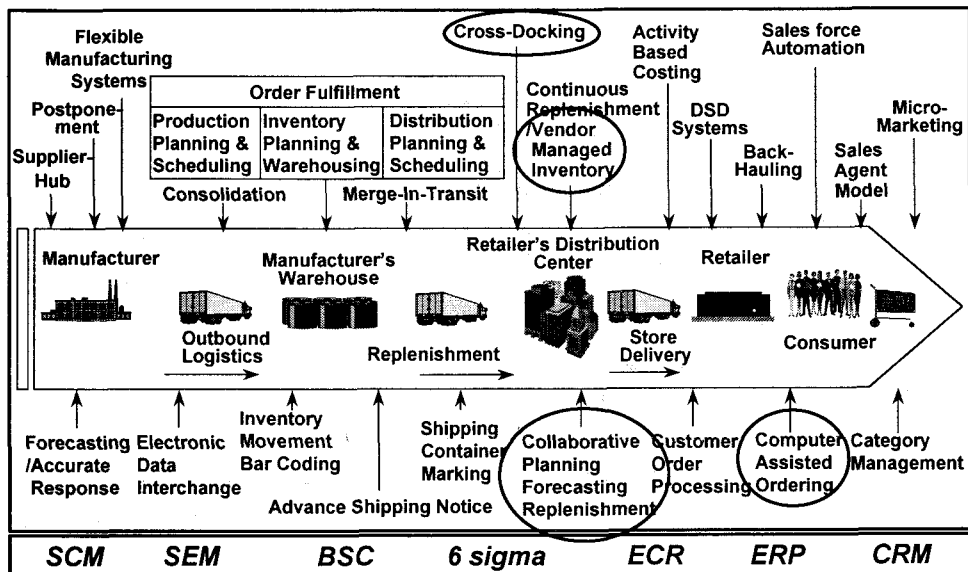 Cross-Docking
Flexible
Manufacturing
Systems
Postpone-
ment
Supplier-
Hub
Order Fulfillment
Production
Planning &
Scheduling
Inventory
Planning &
Warehousing
Distribution
Planning &
Scheduling
Consolidation
Merge-In-Transit
Continuous
Replenishment
/Vendor
Managed
Inventory
Activity
Based
Costing
DSD
Systems
Back-
Hauling
Sales force
Automation
Sales
Agent
Model
Micro-
Marketing
Manufacturer
Outbound
Logistics
Manufacturer's
Warehouse
Replenishment
Retailer's Distribution
Center
Store
Delivery
Retailer
Consumer
Forecasting
/Accurate
Response
Electronic
Data
Interchange
Inventory
Movement
Bar Coding
Advance Shipping Notice
Shipping
Container
Marking
Collaborative
Planning
Forecasting
Replenishment
Customer
Order
Processing
Computer
Assisted
Ordering
Category
Management
SCM SEM BSC 6 sigma ECR ERP CRM